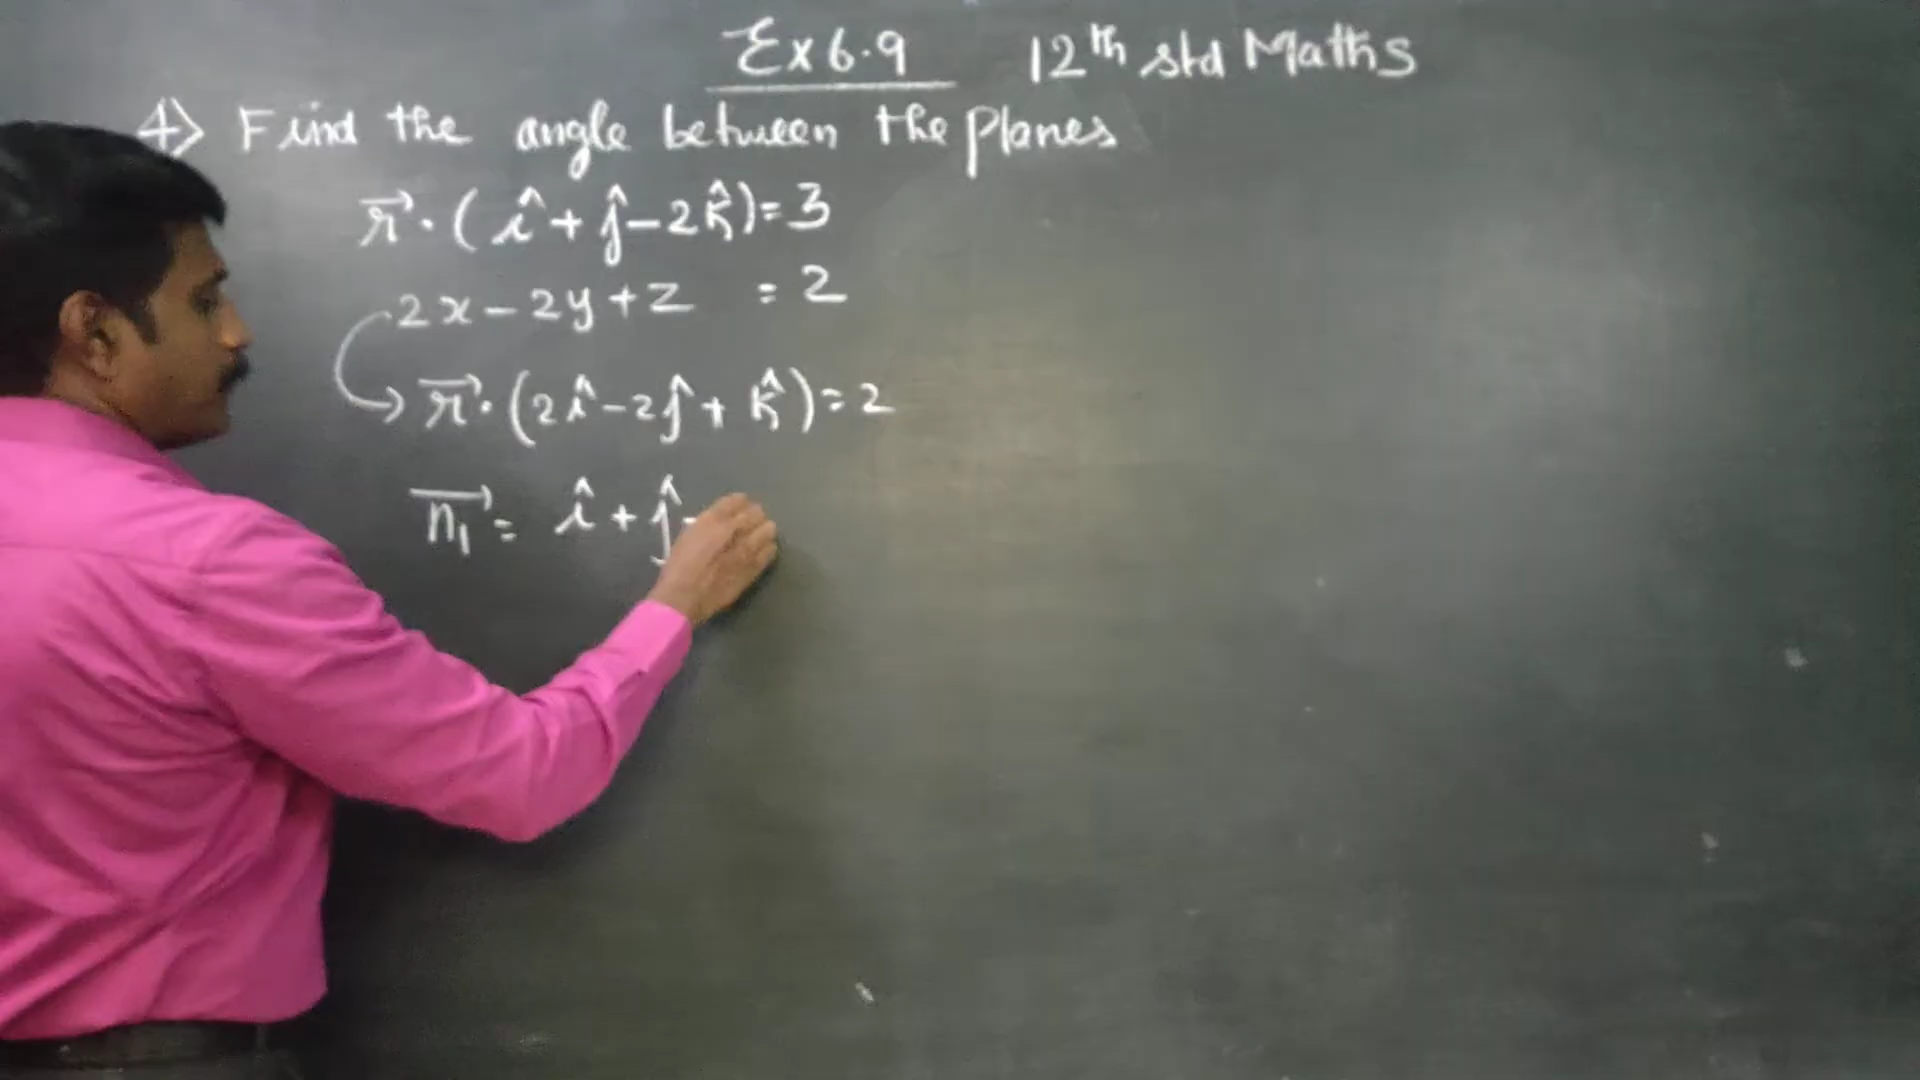 Ex 6.9 12th std Maths
4) Find the angle between the planes
r⃗ · (î + ĵ − 2k̂) = 3
2x − 2y + z = 2
r⃗ · (2î − 2ĵ + k̂) = 2
n₁⃗ = î + ĵ −